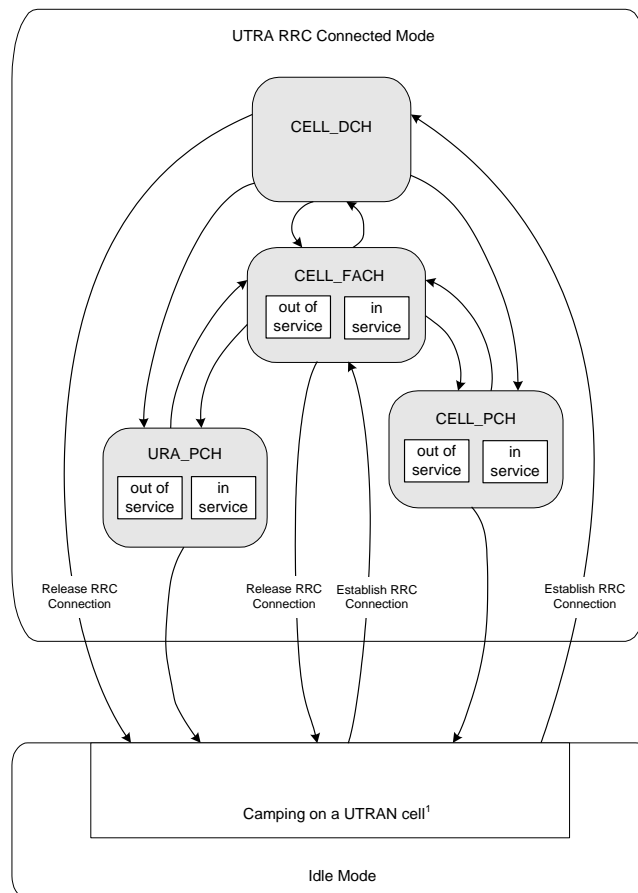 UTRA RRC Connected Mode
CELL_DCH
CELL_FACH
out of
service
in
service
CELL_PCH
out of
service
in
service
URA_PCH
out of
service
in
service
Release RRC
Connection
Release RRC
Connection
Establish RRC
Connection
Establish RRC
Connection
Camping on a UTRAN cell¹
Idle Mode